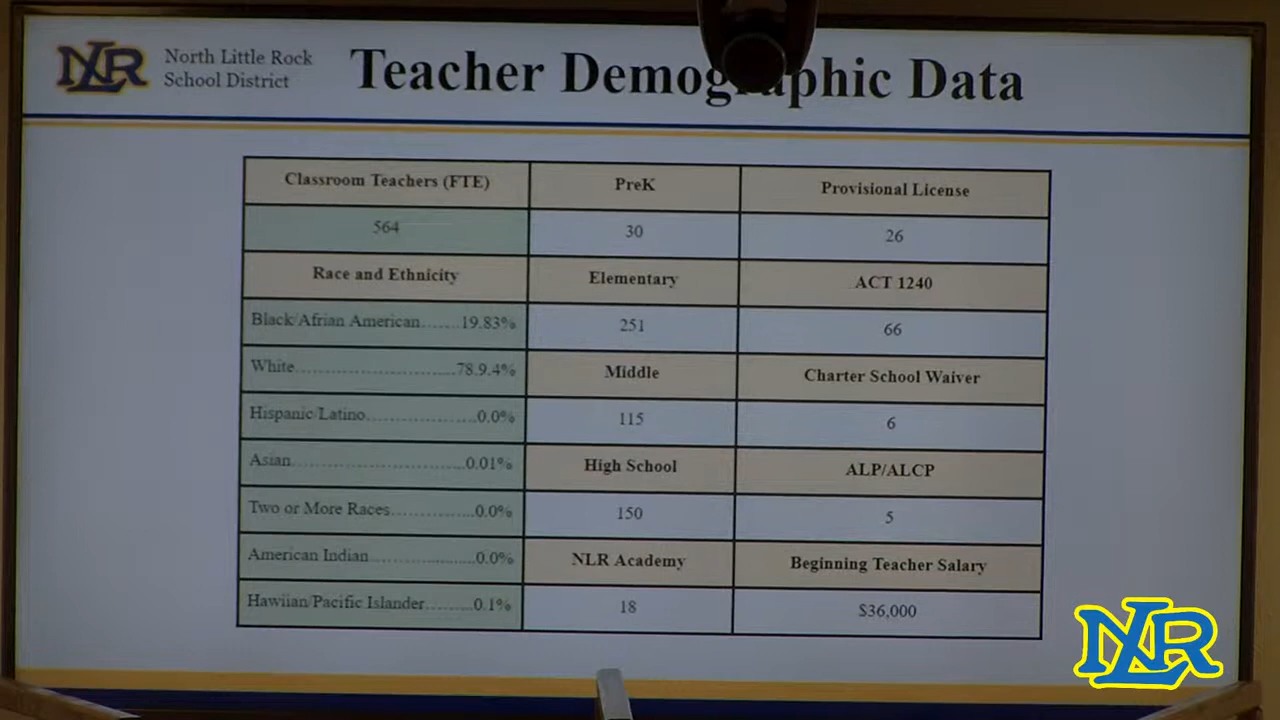 NLR
North Little Rock
School District
Teacher Demographic Data
Classroom Teachers (FTE)
PreK
Provisional License
564
30
26
Race and Ethnicity
Elementary
ACT 1240
Black/Afrian American.......19.83%
251
66
White...............................78.9.4%
Middle
Charter School Waiver
Hispanic/Latino.....................0.0%
115
6
Asian.................................0.01%
High School
ALP/ALCP
Two or More Races................0.0%
150
5
American Indian....................0.0%
NLR Academy
Beginning Teacher Salary
Hawiian/Pacific Islander.........0.1%
18
$36,000
NLR